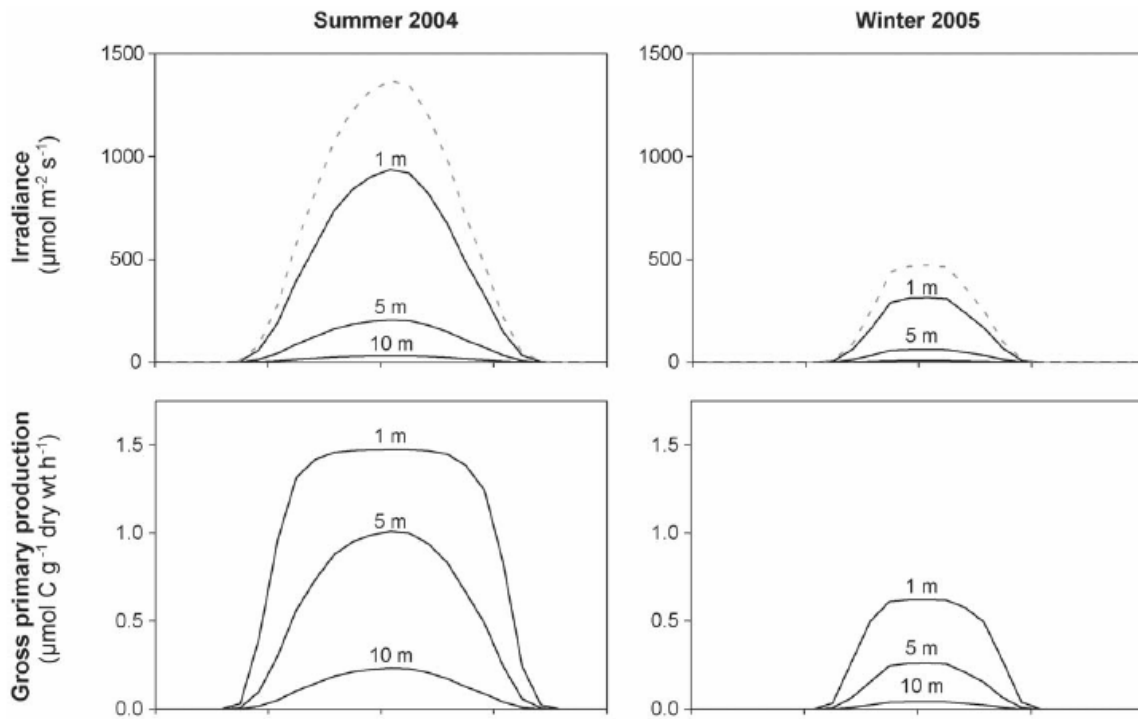 Summer 2004
Winter 2005
Irradiance
(µmol m-2 s-1)
1500
1000
500
0
1 m
5 m
10 m
1500
1000
500
0
1 m
5 m
Gross primary production
(µmol C g-1 dry wt h-1)
1.5
1.0
0.5
0.0
1 m
5 m
10 m
1.5
1.0
0.5
0.0
1 m
5 m
10 m